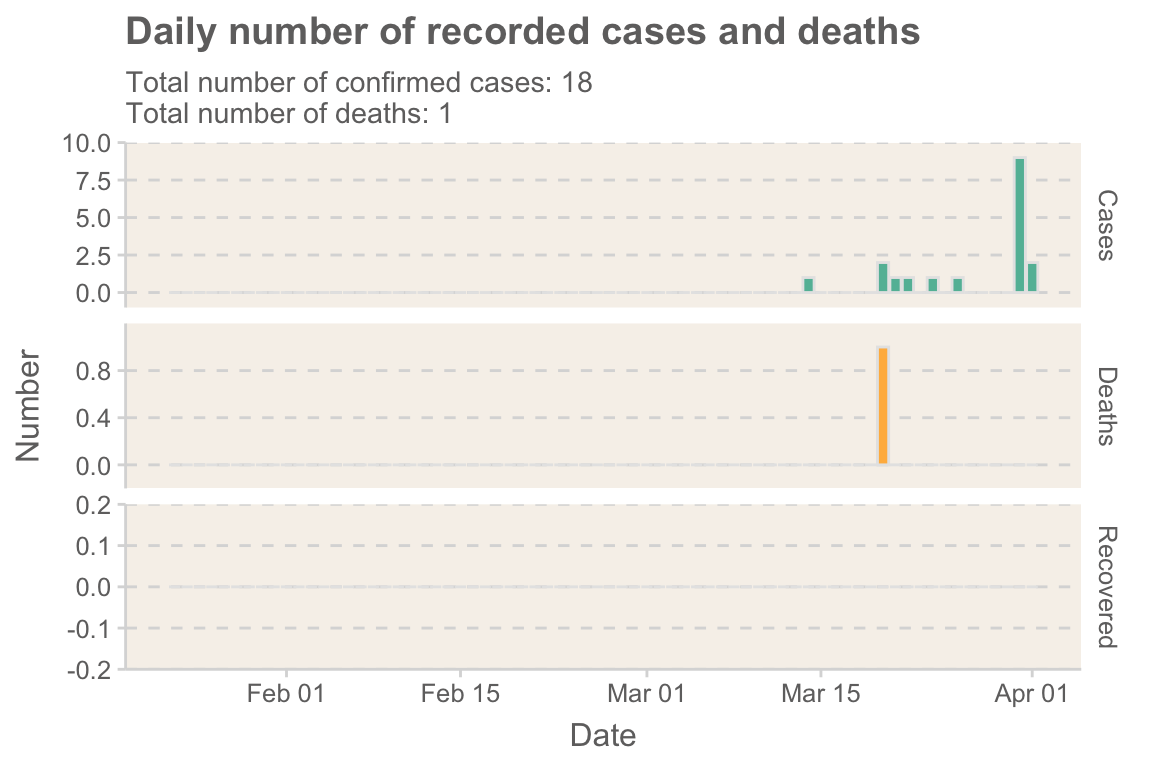 Daily number of recorded cases and deaths
Total number of confirmed cases: 18
Total number of deaths: 1
10.0
7.5
5.0
2.5
0.0
Cases
0.8
0.4
0.0
Deaths
0.2
0.1
0.0
-0.1
-0.2
Recovered
Number
Feb 01 Feb 15 Mar 01 Mar 15 Apr 01
Date